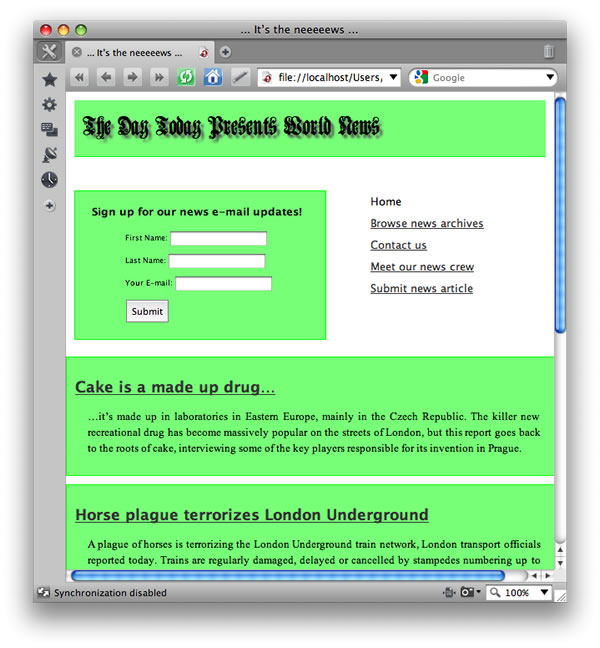 ... It's the neeeeews ...
... It's the neeeeews ...
file://localhost/Users,
Google
The Day Today Presents World News
Sign up for our news e-mail updates!
First Name:
Last Name:
Your E-mail:
Submit
Home
Browse news archives
Contact us
Meet our news crew
Submit news article
Cake is a made up drug...
...it's made up in laboratories in Eastern Europe, mainly in the Czech Republic. The killer new
recreational drug has become massively popular on the streets of London, but this report goes back
to the roots of cake, interviewing some of the key players responsible for its invention in Prague.
Horse plague terrorizes London Underground
A plague of horses is terrorizing the London Underground train network, London transport officials
reported today. Trains are regularly damaged, delayed or cancelled by stampedes numbering up to
Synchronization disabled
100%